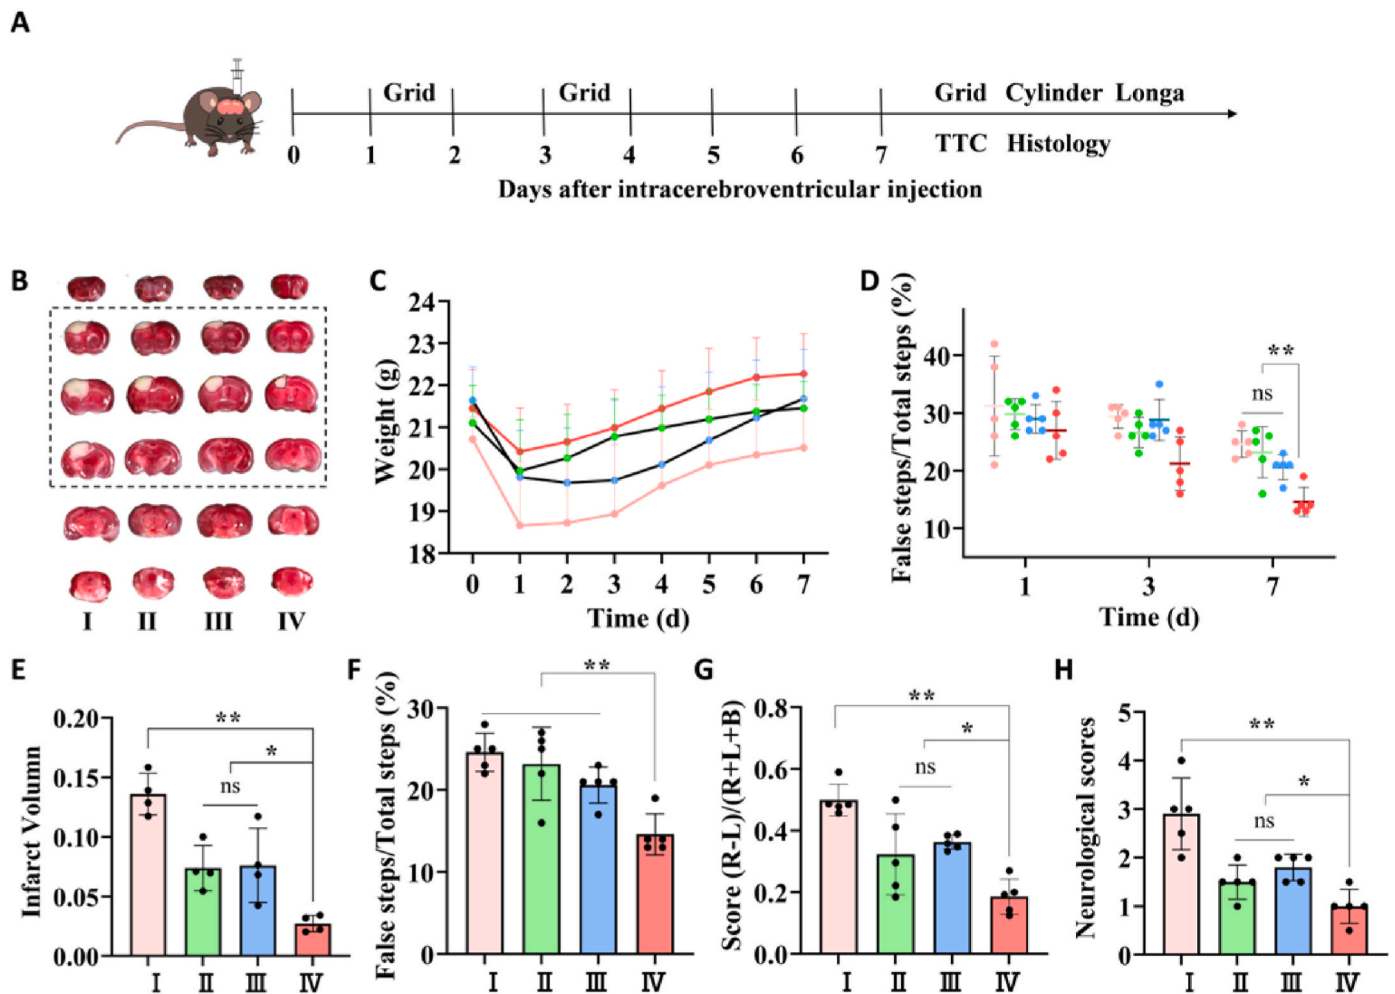 A
Grid Grid Grid Cylinder Longa
0 1 2 3 4 5 6 7 TTC Histology
Days after intracerebroventricular injection
B
I II III IV
C
Weight (g)
24
23
22
21
20
19
18
0 1 2 3 4 5 6 7
Time (d)
D
False steps/Total steps (%)
40
30
20
10
**
ns
1 3 7
Time (d)
E
Infarct Volumn
0.20
0.15
0.10
0.05
0.00
**
*
ns
I II III IV
F
False steps/Total steps (%)
30
20
10
0
**
I II III IV
G
Score (R-L)/(R+L+B)
0.8
0.6
0.4
0.2
0.0
**
*
ns
I II III IV
H
Neurological scores
5
4
3
2
1
0
**
*
ns
I II III IV